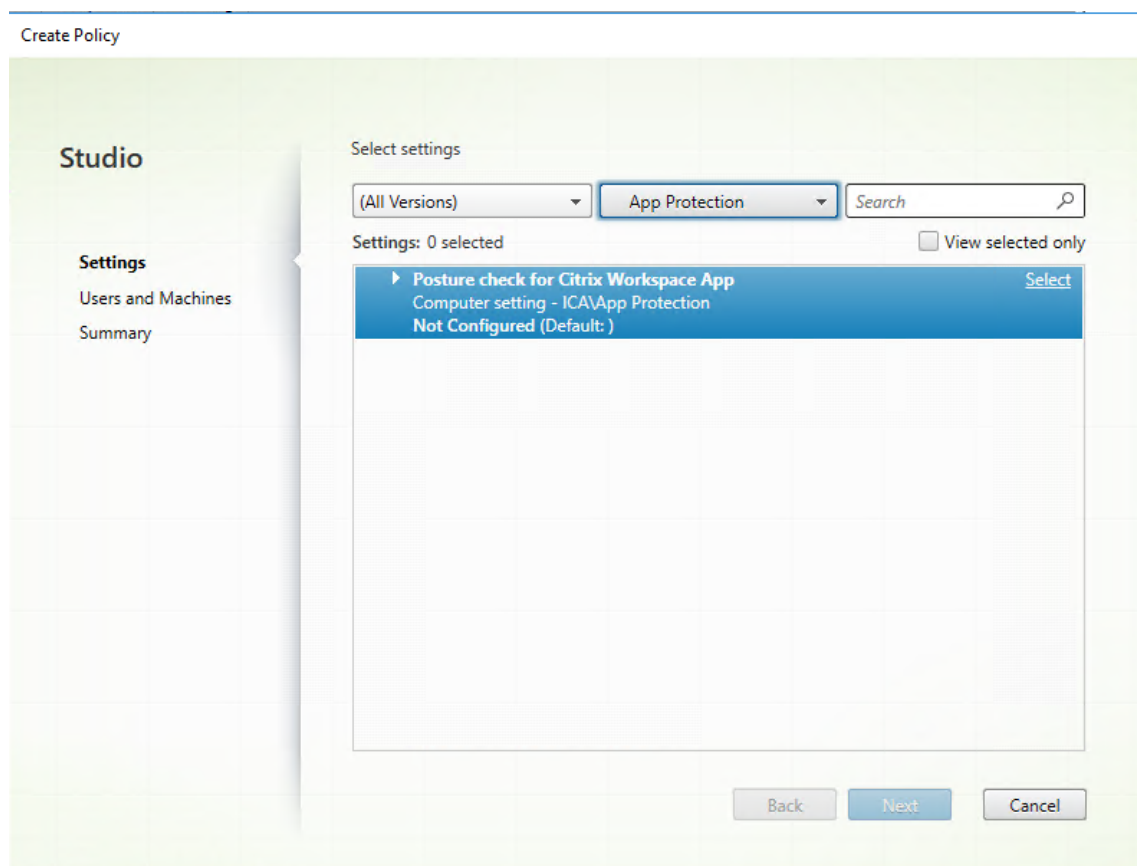 Create Policy
Studio
Settings
Users and Machines
Summary
Select settings
(All Versions)
App Protection
Search
Settings: 0 selected
View selected only
Posture check for Citrix Workspace App
Select
Computer setting - ICA\App Protection
Not Configured (Default: )
Back
Next
Cancel